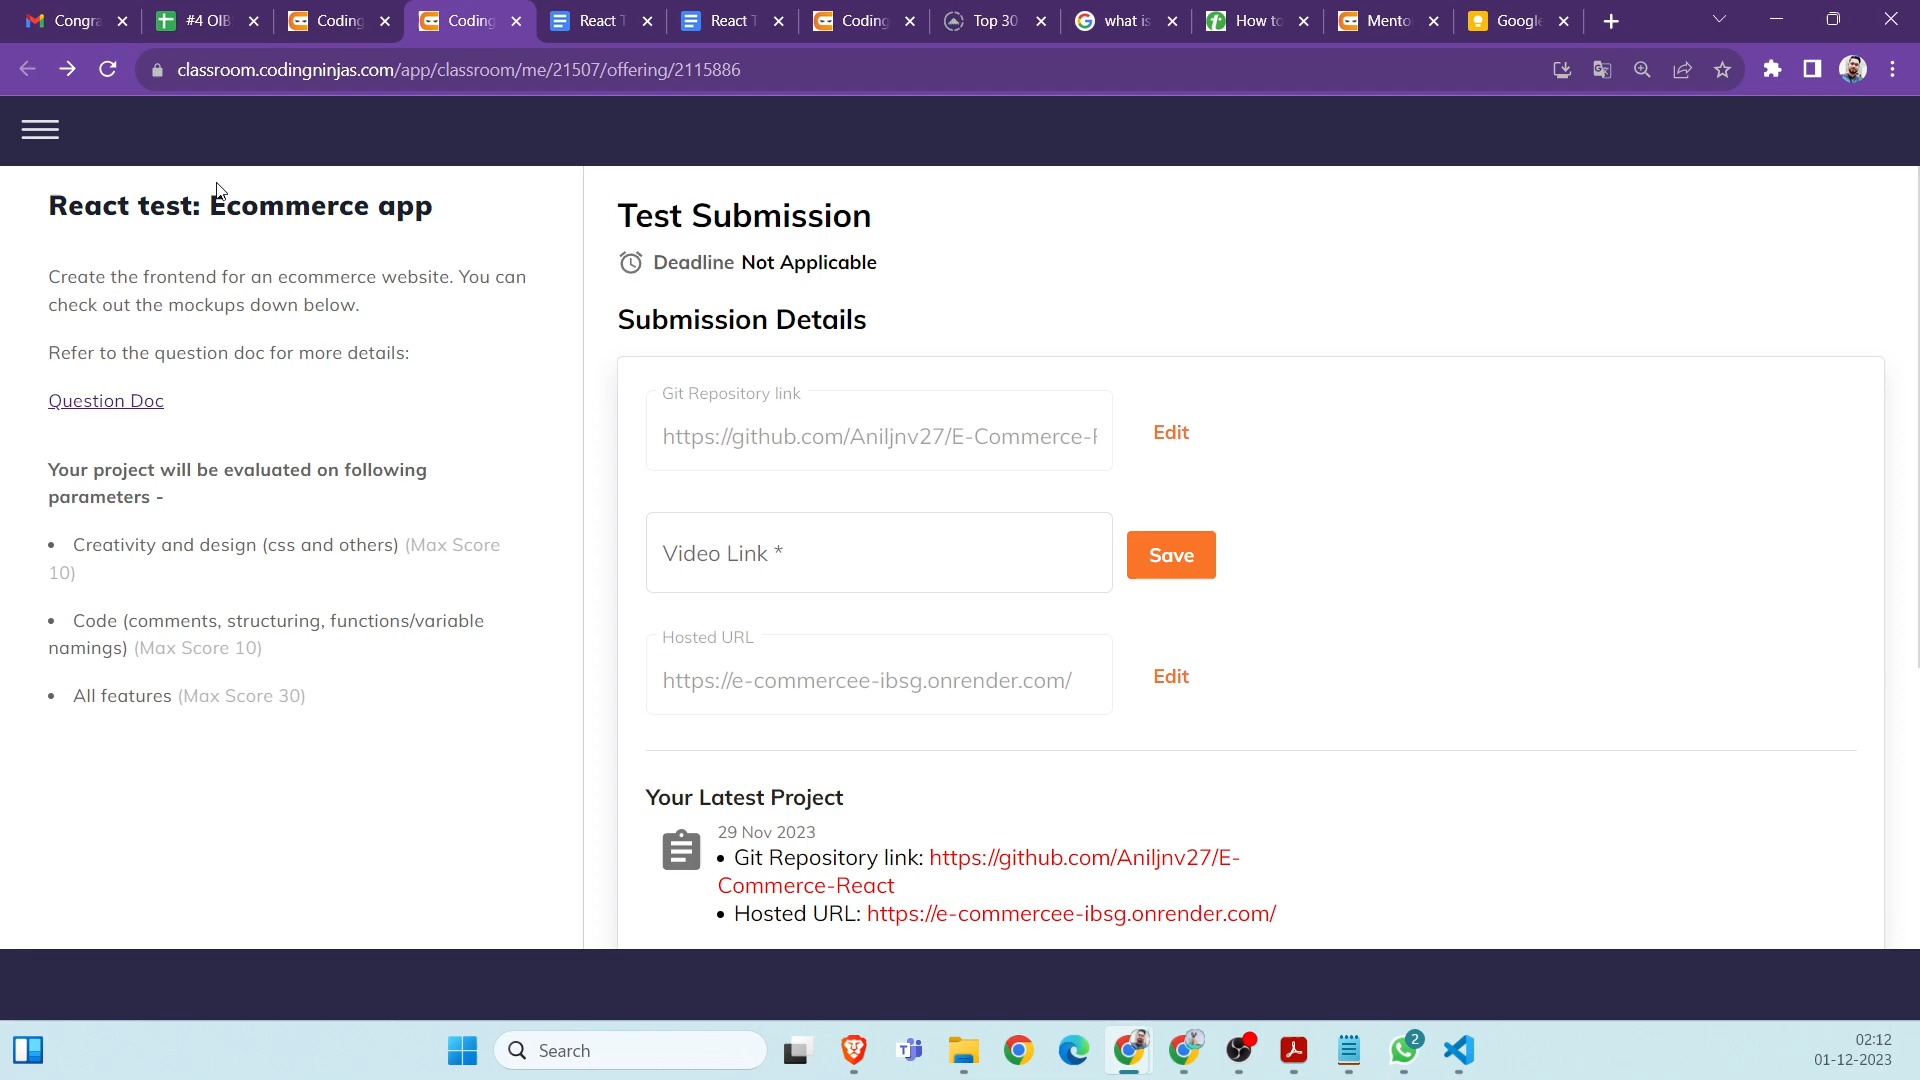 Congra
#4 OIB
Coding
Coding
React T
React T
Coding
Top 30
what is
How to
Mento
Google
classroom.codingninjas.com/app/classroom/me/21507/offering/2115886
React test: Ecommerce app
Create the frontend for an ecommerce website. You can
check out the mockups down below.
Refer to the question doc for more details:
Question Doc
Your project will be evaluated on following
parameters -
• Creativity and design (css and others) (Max Score
10)
• Code (comments, structuring, functions/variable
namings) (Max Score 10)
• All features (Max Score 30)
Test Submission
Deadline Not Applicable
Submission Details
Git Repository link
https://github.com/Aniljnv27/E-Commerce-R
Edit
Video Link *
Save
Hosted URL
https://e-commercee-ibsg.onrender.com/
Edit
Your Latest Project
29 Nov 2023
• Git Repository link: https://github.com/Aniljnv27/E-
Commerce-React
• Hosted URL: https://e-commercee-ibsg.onrender.com/
Search
2
02:12
01-12-2023